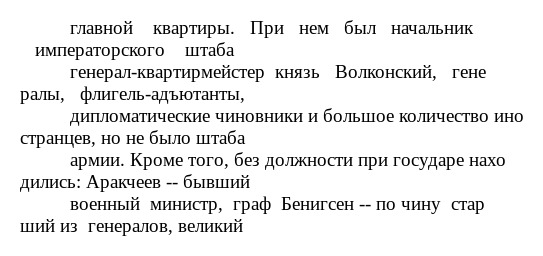 главной квартиры. При нем был начальник
императорского штаба
генерал-квартирмейстер князь Волконский, гене
ралы, флигель-адъютанты,
дипломатические чиновники и большое количество ино
странцев, но не было штаба
армии. Кроме того, без должности при государе нахо
дились: Аракчеев -- бывший
военный министр, граф Бенигсен -- по чину стар
ший из генералов, великий